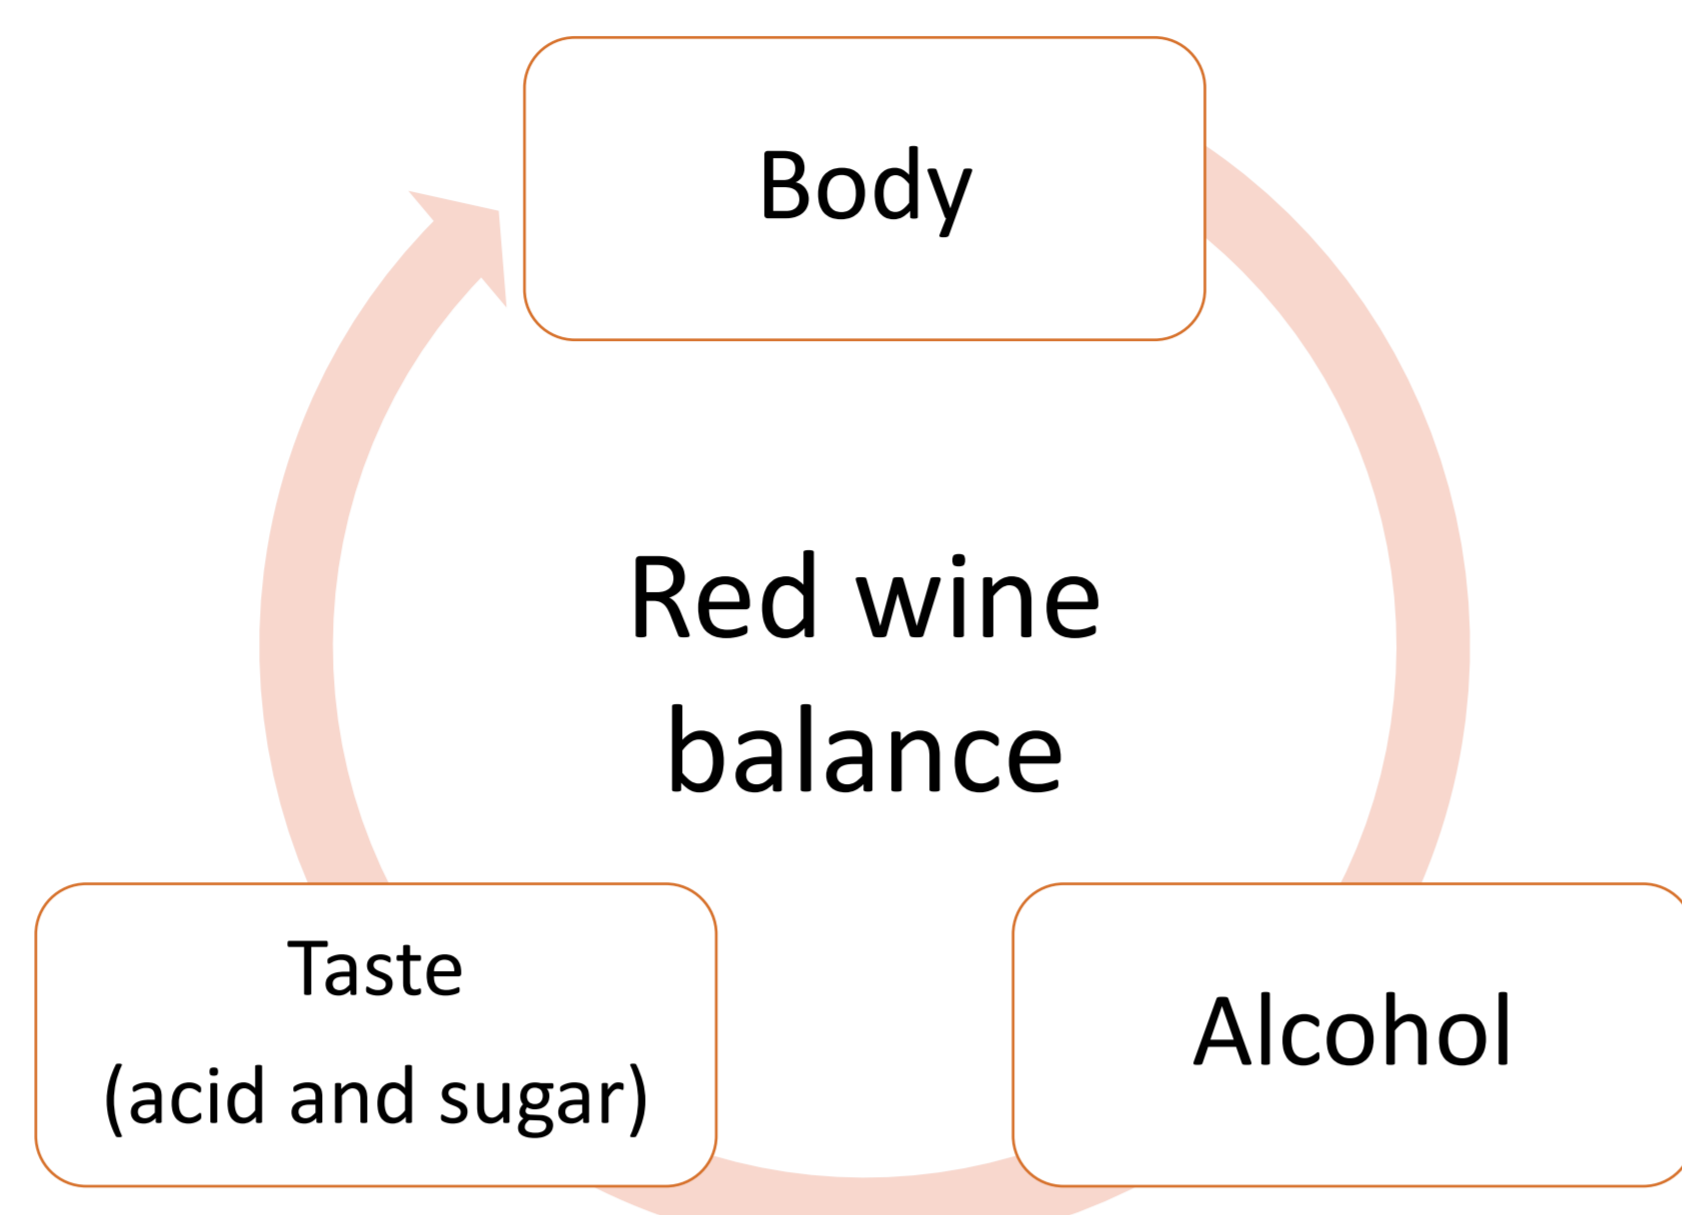 Body
Red wine
balance
Taste
(acid and sugar)
Alcohol